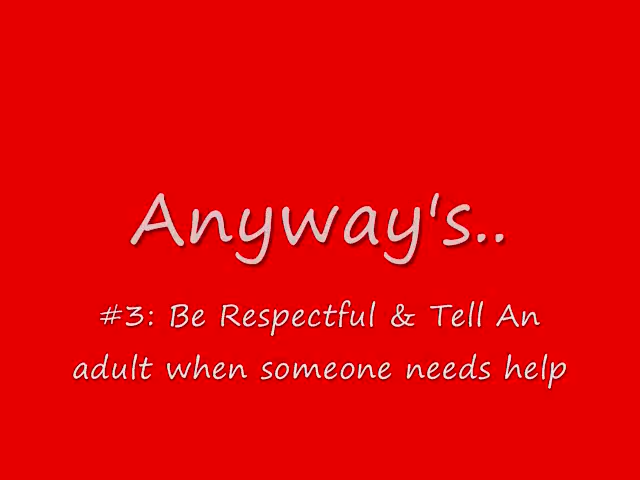 Anyway's..
#3: Be Respectful & Tell An
adult when someone needs help